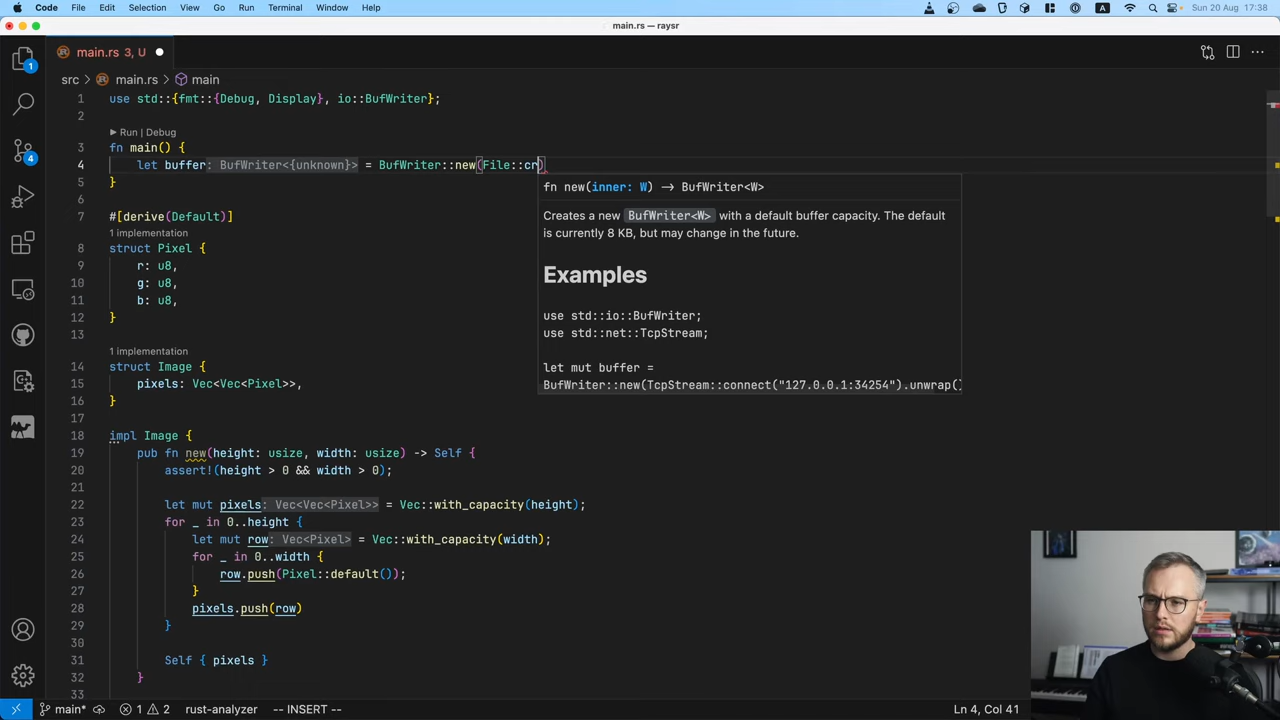 Code File Edit Selection View Go Run Terminal Window Help
A
Sun 20 Aug 17:38
main.rs — raysr
main.rs 3, U
src > main.rs > main
1
4
1 use std::{fmt::{Debug, Display}, io::BufWriter};
2
▶ Run | Debug
3 fn main() {
4 let buffer: BufWriter<{unknown}> = BufWriter::new(File::cr)
5 }
6
7 #[derive(Default)]
1 implementation
8 struct Pixel {
9 r: u8,
10 g: u8,
11 b: u8,
12 }
13
1 implementation
14 struct Image {
15 pixels: Vec<Vec<Pixel>>,
16 }
17
18 impl Image {
19 pub fn new(height: usize, width: usize) -> Self {
20 assert!(height > 0 && width > 0);
21
22 let mut pixels: Vec<Vec<Pixel>> = Vec::with_capacity(height);
23 for _ in 0..height {
24 let mut row: Vec<Pixel> = Vec::with_capacity(width);
25 for _ in 0..width {
26 row.push(Pixel::default());
27 }
28 pixels.push(row)
29 }
30
31 Self { pixels }
32 }
33
fn new(inner: W) -> BufWriter<W>
Creates a new BufWriter<W> with a default buffer capacity. The default
is currently 8 KB, but may change in the future.
Examples
use std::io::BufWriter;
use std::net::TcpStream;
let mut buffer =
BufWriter::new(TcpStream::connect("127.0.0.1:34254").unwrap()
main* 1 2 rust-analyzer -- INSERT --
Ln 4, Col 41